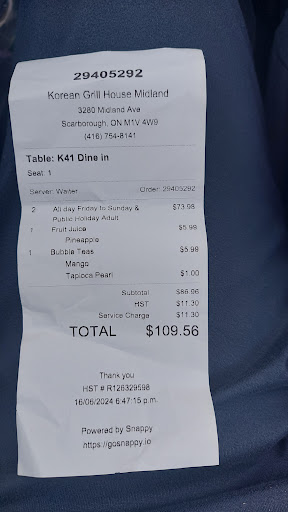 29405292
Korean Grill House Midland
3280 Midland Ave
Scarborough, ON M1V 4W9
(416) 754-8141
Table: K41 Dine in
Seat: 1
Server: Waiter Order: 29405292
2 All day Friday to Sunday & $73.98
Public Holiday Adult
1 Fruit Juice $5.99
Pineapple
1 Bubble Teas $5.99
Mango
Tapioca Pearl $1.00
Subtotal $86.96
HST $11.30
Service Charge $11.30
TOTAL $109.56
Thank you
HST # R126329598
16/06/2024 6:47:15 p.m.
Powered by Snappy
https://gosnappy.io